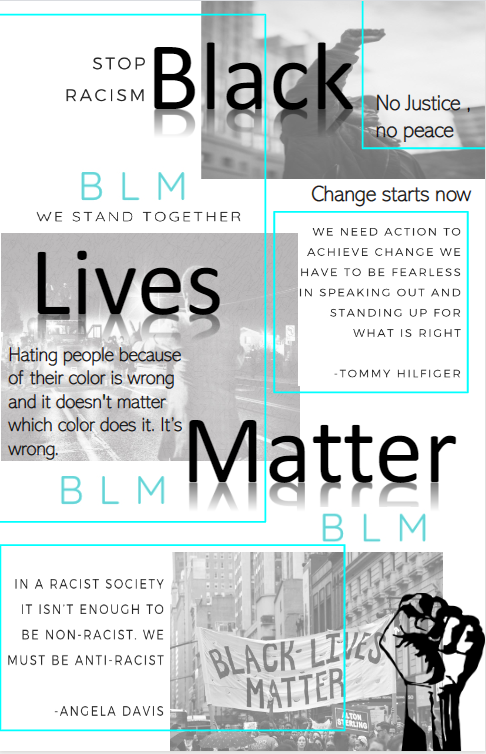 STOP
RACISM
Black
No Justice ,
no peace
BLM
WE STAND TOGETHER
Change starts now
WE NEED ACTION TO
ACHIEVE CHANGE WE
HAVE TO BE FEARLESS
IN SPEAKING OUT AND
STANDING UP FOR
WHAT IS RIGHT
-TOMMY HILFIGER
Lives
Hating people because
of their color is wrong
and it doesn't matter
which color does it. It's
wrong.
Matter
BLM
BLM
IN A RACIST SOCIETY
IT ISN'T ENOUGH TO
BE NON-RACIST. WE
MUST BE ANTI-RACIST
-ANGELA DAVIS
BLACK-LIVES
MATTER
ALTON
STERLING